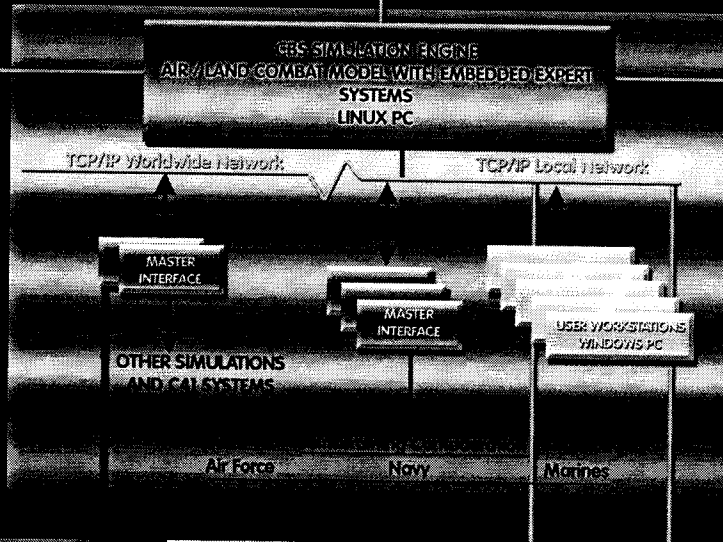 CBS SIMULATION ENGINE
AIR / LAND COMBAT MODEL WITH EMBEDDED EXPERT
SYSTEMS
LINUX PC
TCP/IP Worldwide Network
TCP/IP Local Network
MASTER
INTERFACE
MASTER
INTERFACE
USER WORKSTATIONS
WINDOWS PC
OTHER SIMULATIONS
AND C4I SYSTEMS
Air Force
Navy
Marines